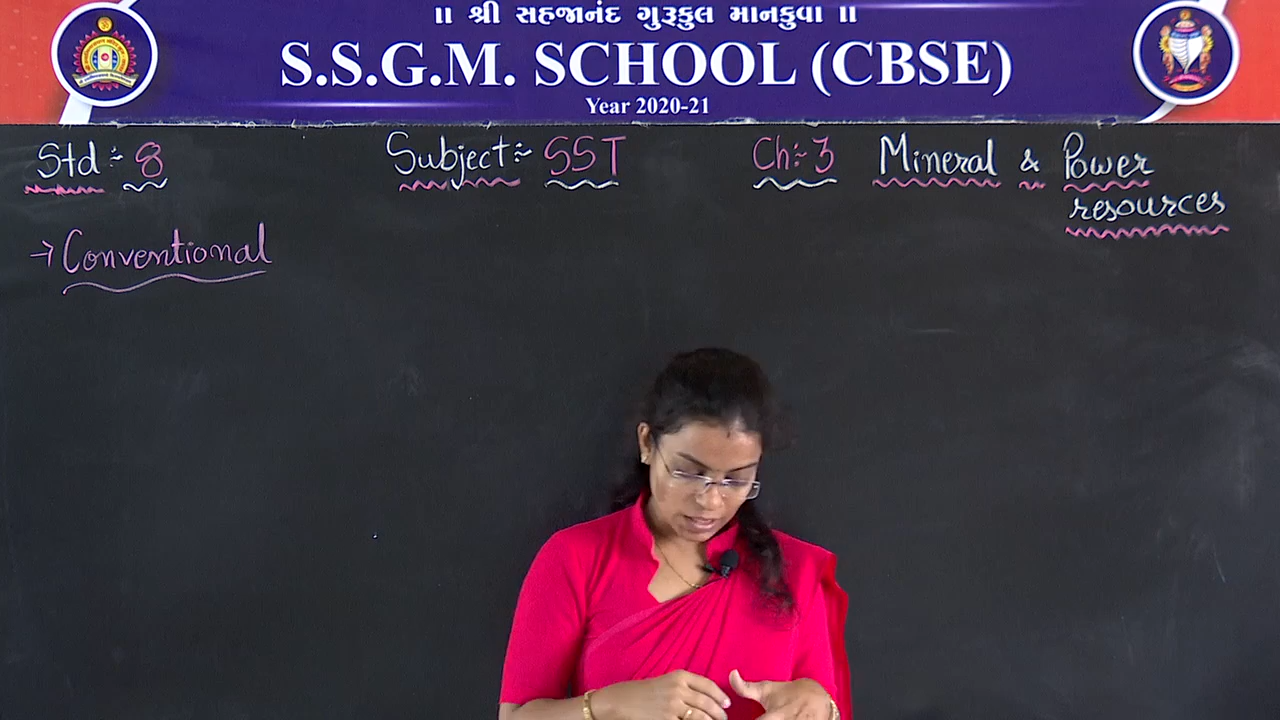 ॥ શ્રી સહજાનંદ ગુરુકુલ માનકુવા ॥
S.S.G.M. SCHOOL (CBSE)
Year 2020-21
Std :- 8 Subject :- SST Ch :- 3 Mineral & Power
resources
→ Conventional